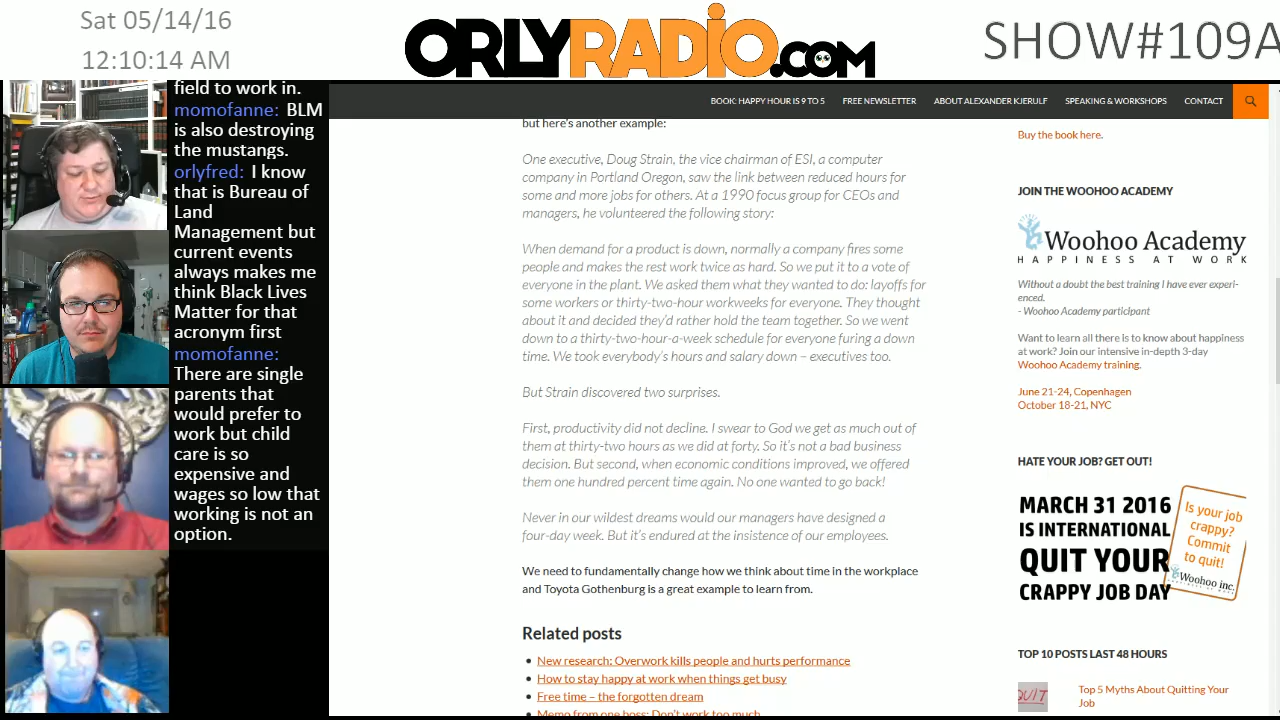 Sat 05/14/16
12:10:14 AM
ORLYRADIO.COM
SHOW#109A
field to work in.
momofanne: BLM
is also destroying
the mustangs.
orlyfred: I know
that is Bureau of
Land
Management but
current events
always makes me
think Black Lives
Matter for that
acronym first
momofanne:
There are single
parents that
would prefer to
work but child
care is so
expensive and
wages so low that
working is not an
option.
BOOK: HAPPY HOUR IS 9 TO 5 FREE NEWSLETTER ABOUT ALEXANDER KJERULF SPEAKING & WORKSHOPS CONTACT
but here's another example:
One executive, Doug Strain, the vice chairman of ESI, a computer
company in Portland Oregon, saw the link between reduced hours for
some and more jobs for others. At a 1990 focus group for CEOs and
managers, he volunteered the following story:
When demand for a product is down, normally a company fires some
people and makes the rest work twice as hard. So we put it to a vote of
everyone in the plant. We asked them what they wanted to do: layoffs for
some workers or thirty-two-hour workweeks for everyone. They thought
about it and decided they'd rather hold the team together. So we went
down to a thirty-two-hour-a-week schedule for everyone furing a down
time. We took everybody's hours and salary down – executives too.
But Strain discovered two surprises.
First, productivity did not decline. I swear to God we get as much out of
them at thirty-two hours as we did at forty. So it's not a bad business
decision. But second, when economic conditions improved, we offered
them one hundred percent time again. No one wanted to go back!
Never in our wildest dreams would our managers have designed a
four-day week. But it's endured at the insistence of our employees.
We need to fundamentally change how we think about time in the workplace
and Toyota Gothenburg is a great example to learn from.
Related posts
New research: Overwork kills people and hurts performance
How to stay happy at work when things get busy
Free time – the forgotten dream
Memo from one boss: Don't work too much
Buy the book here.
JOIN THE WOOHOO ACADEMY
Woohoo Academy
HAPPINESS AT WORK
Without a doubt the best training I have ever experi-
enced.
- Woohoo Academy participant
Want to learn all there is to know about happiness
at work? Join our intensive in-depth 3-day
Woohoo Academy training.
June 21-24, Copenhagen
October 18-21, NYC
HATE YOUR JOB? GET OUT!
MARCH 31 2016
IS INTERNATIONAL
QUIT YOUR
CRAPPY JOB DAY
Is your job
crappy?
Commit
to quit!
Woohoo inc.
TOP 10 POSTS LAST 48 HOURS
QUIT
Top 5 Myths About Quitting Your
Job